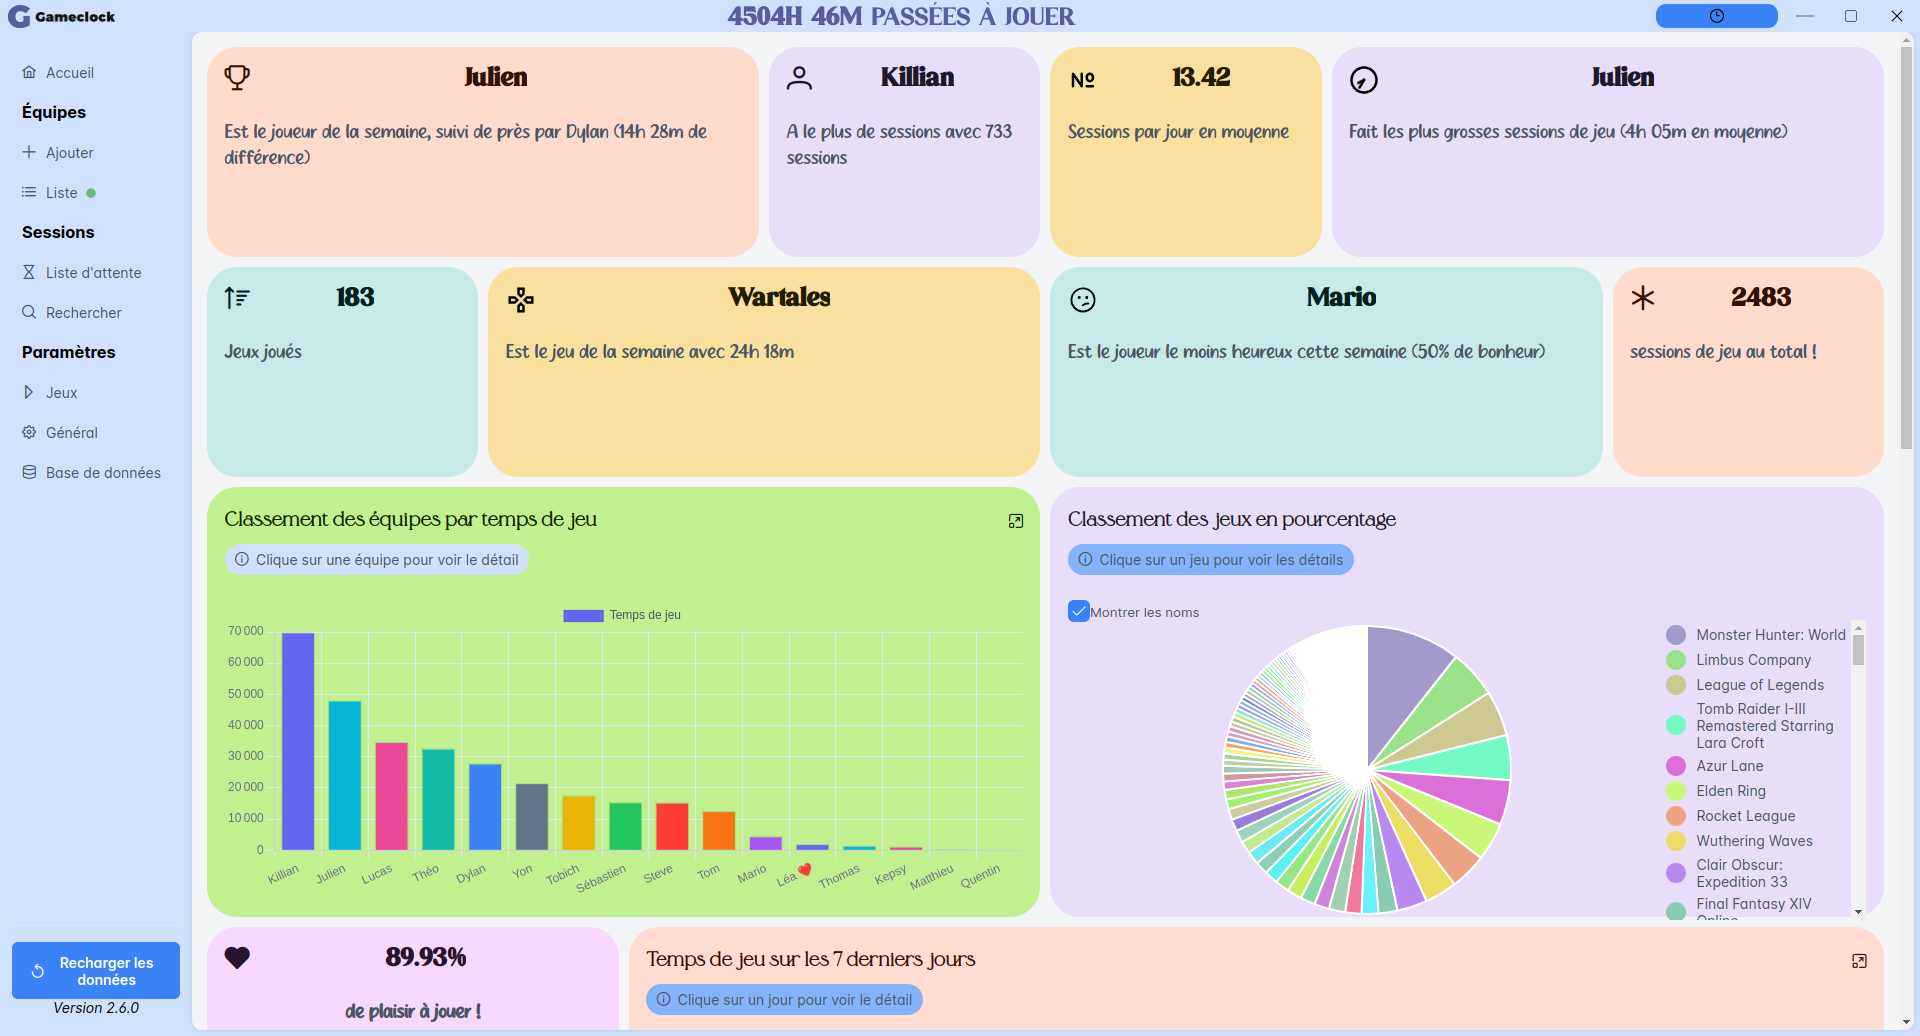 Gameclock
4504H 46M PASSÉES À JOUER
Accueil
Équipes
Ajouter
Liste
Sessions
Liste d'attente
Rechercher
Paramètres
Jeux
Général
Base de données
Recharger les
données
Version 2.6.0
Julien
Est le joueur de la semaine, suivi de près par Dylan (14h 28m de
différence)
Killian
A le plus de sessions avec 733
sessions
Nº
13.42
Sessions par jour en moyenne
Julien
Fait les plus grosses sessions de jeu (4h 05m en moyenne)
183
Jeux joués
Wartales
Est le jeu de la semaine avec 24h 18m
Mario
Est le joueur le moins heureux cette semaine (50% de bonheur)
2483
sessions de jeu au total !
Classement des équipes par temps de jeu
Clique sur une équipe pour voir le détail
Temps de jeu
70 000
60 000
50 000
40 000
30 000
20 000
10 000
0
Killian
Julien
Lucas
Théo
Dylan
Yon
Tobich
Sébastien
Steve
Tom
Mario
Léa ❤️
Thomas
Kepsy
Matthieu
Quentin
Classement des jeux en pourcentage
Clique sur un jeu pour voir les détails
Montrer les noms
Monster Hunter: World
Limbus Company
League of Legends
Tomb Raider I-III
Remastered Starring
Lara Croft
Azur Lane
Elden Ring
Rocket League
Wuthering Waves
Clair Obscur:
Expedition 33
Final Fantasy XIV
Online
89.93%
de plaisir à jouer !
Temps de jeu sur les 7 derniers jours
Clique sur un jour pour voir le détail